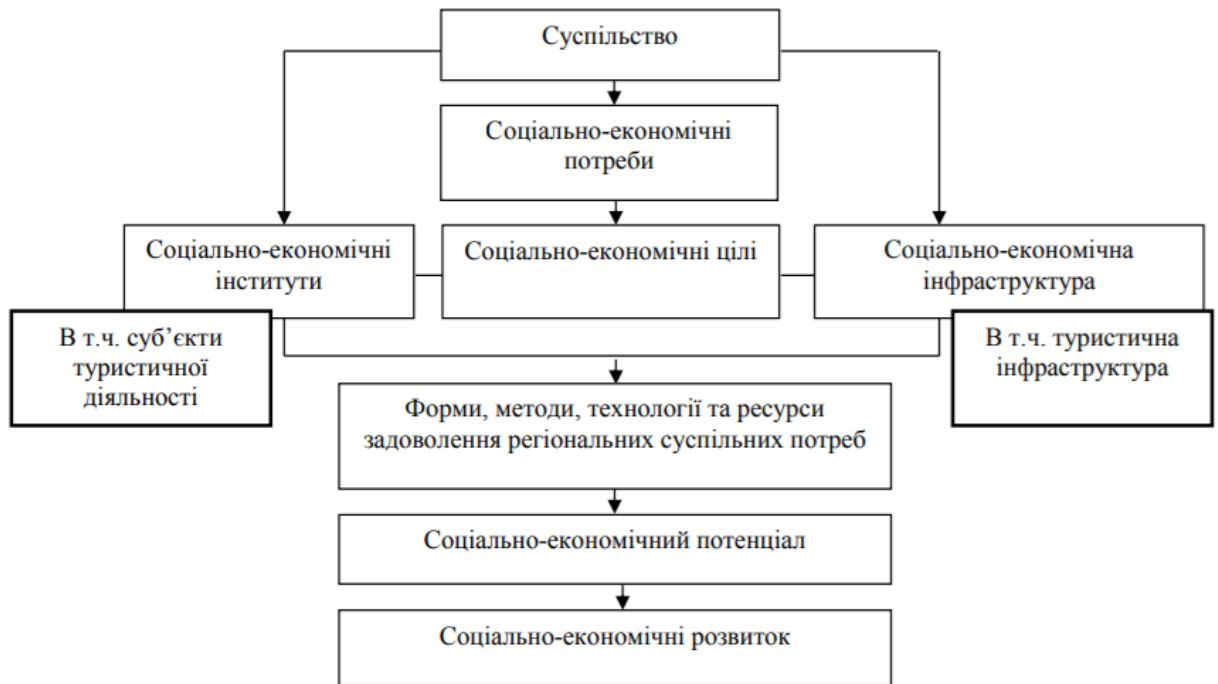 Суспільство
Соціально-економічні
потреби
Соціально-економічні
інститути
Соціально-економічні цілі
Соціально-економічна
інфраструктура
В т.ч. суб’єкти
туристичної
діяльності
В т.ч. туристична
інфраструктура
Форми, методи, технології та ресурси
задоволення регіональних суспільних потреб
Соціально-економічний потенціал
Соціально-економічні розвиток